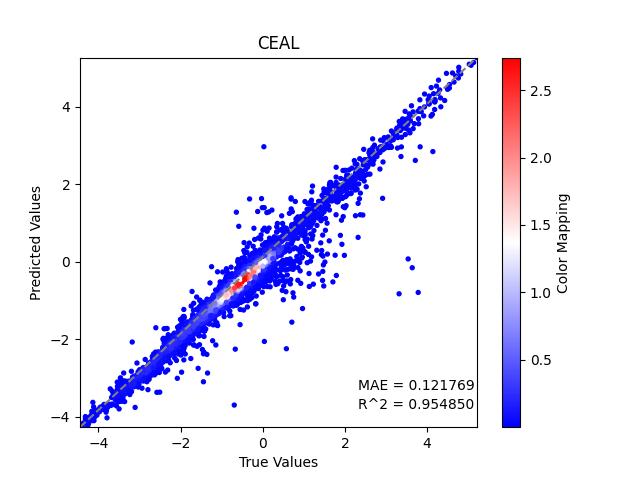 CEAL
Predicted Values
4
2
0
−2
−4
−4
−2
0
2
4
True Values
MAE = 0.121769
R^2 = 0.954850
2.5
2.0
1.5
1.0
0.5
Color Mapping